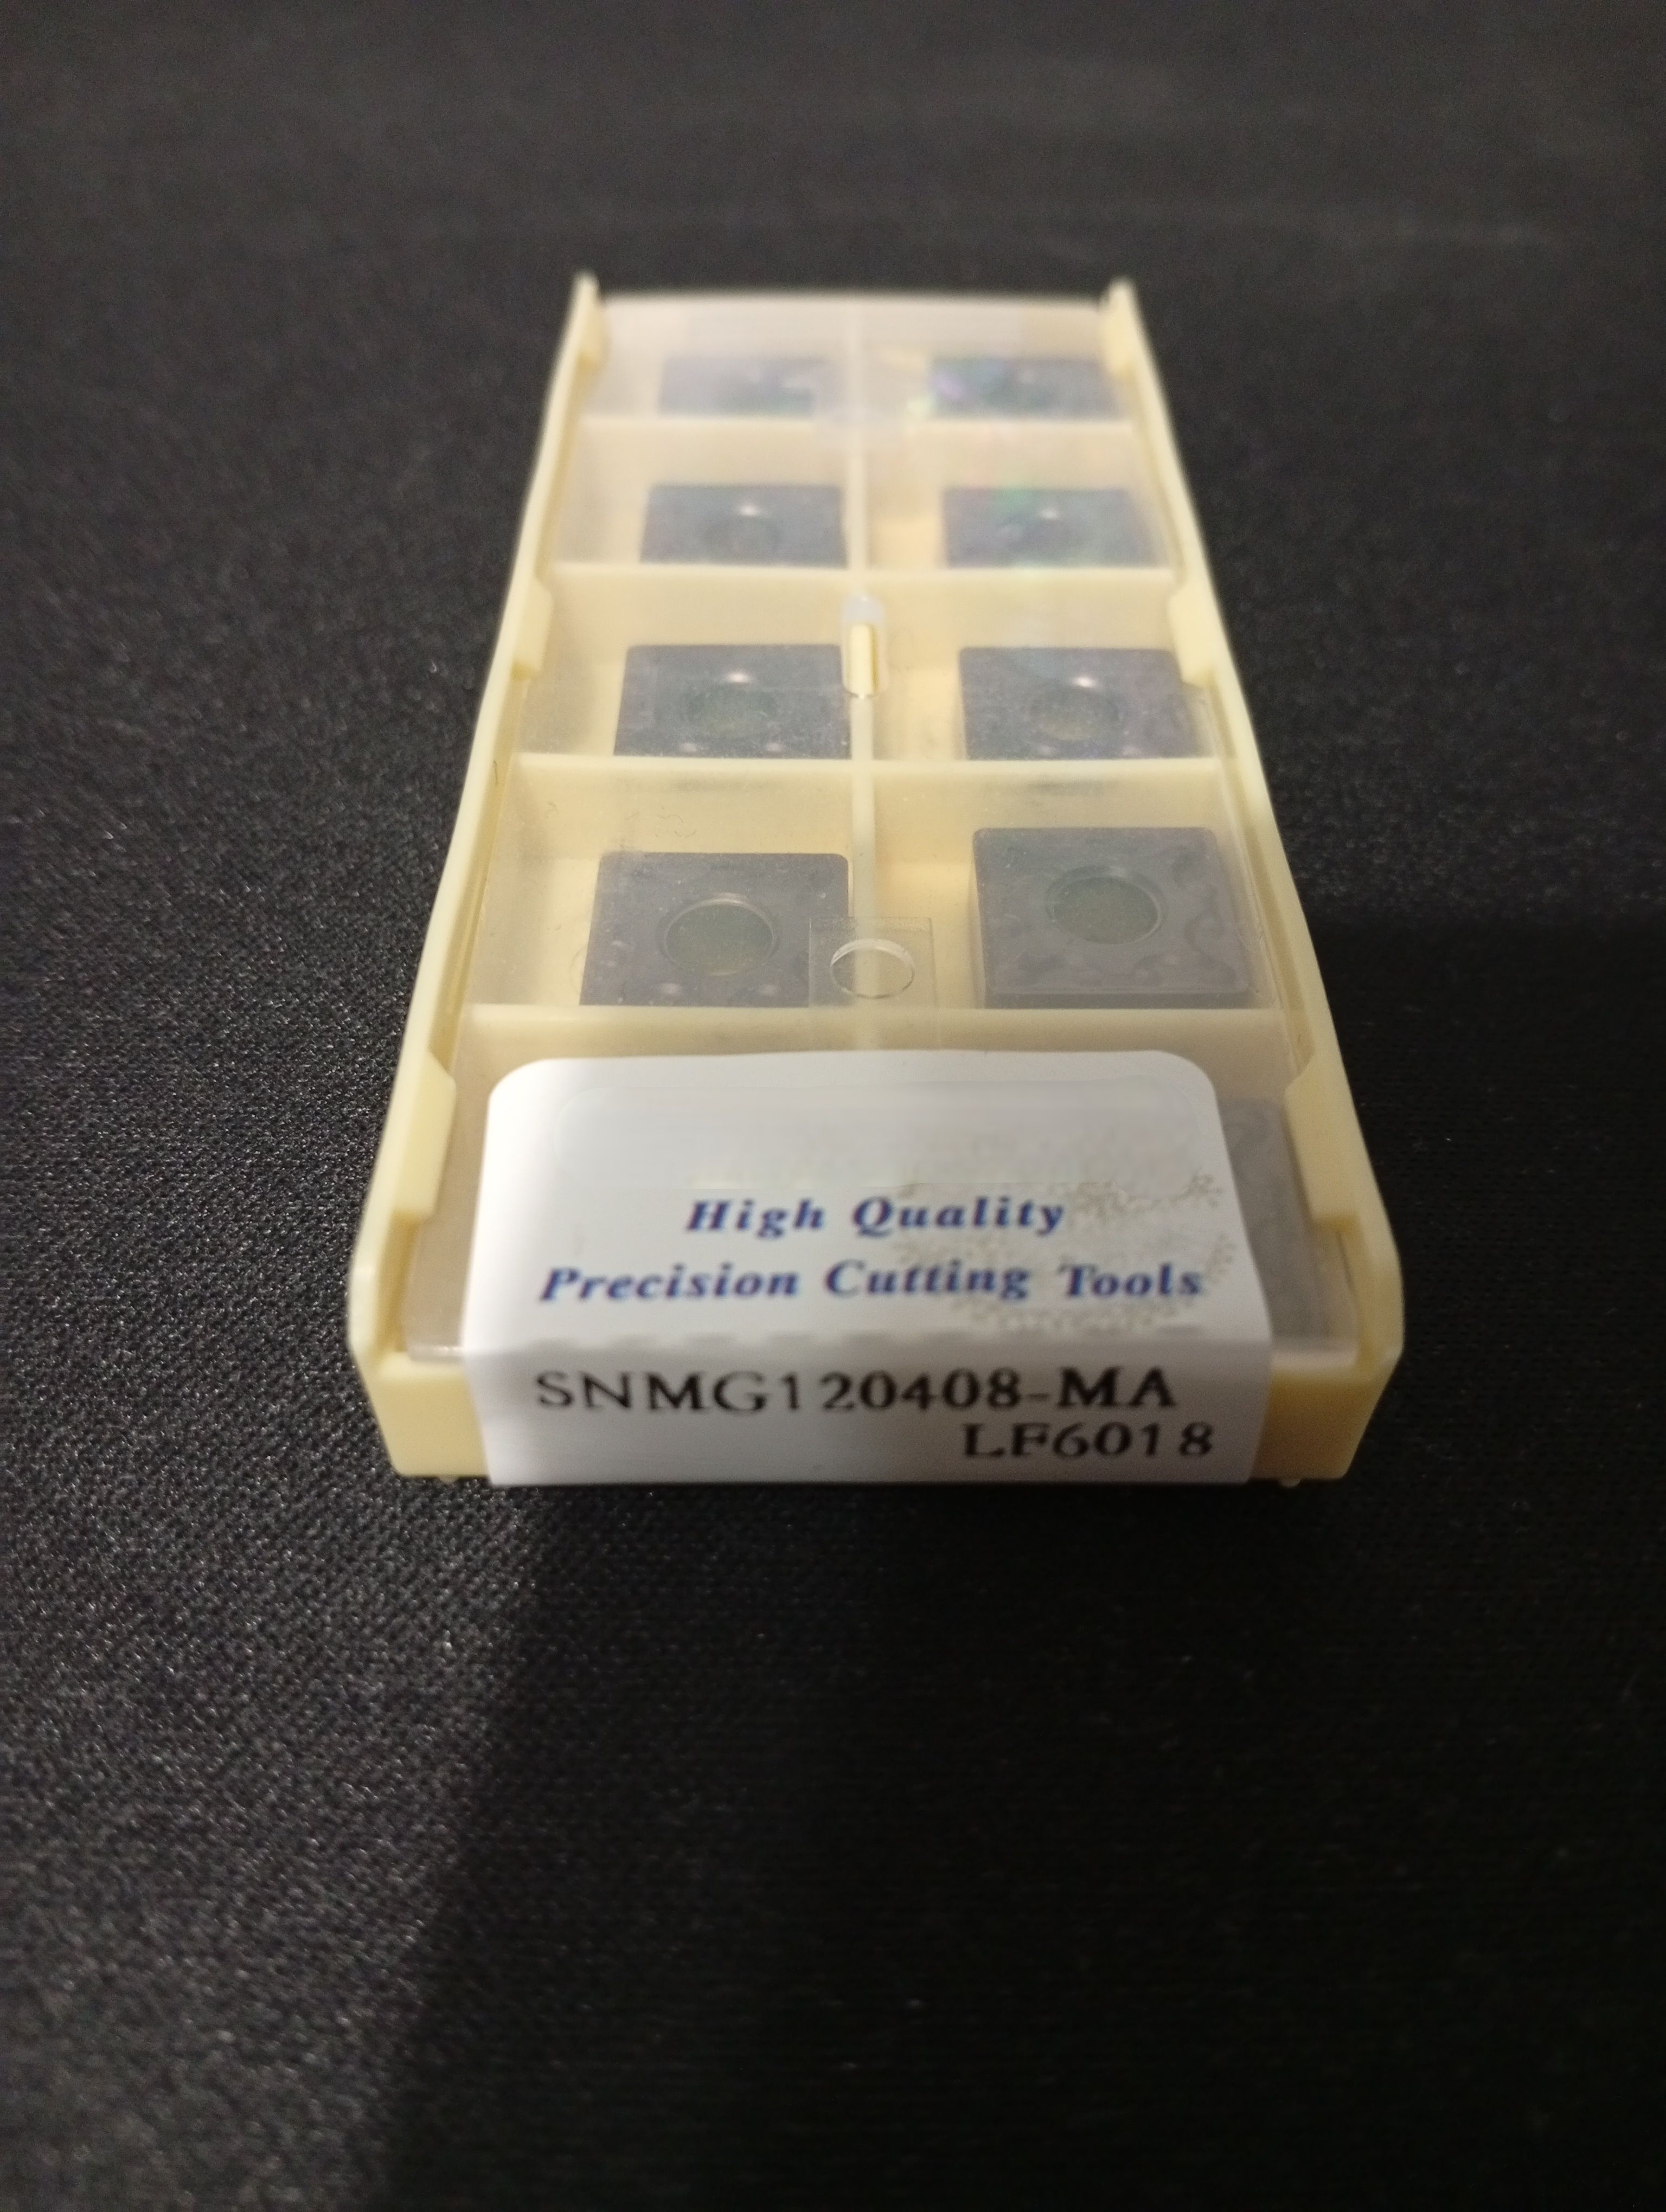 High Quality
Precision Cutting Tools
SNMG120408-MA
LF6018